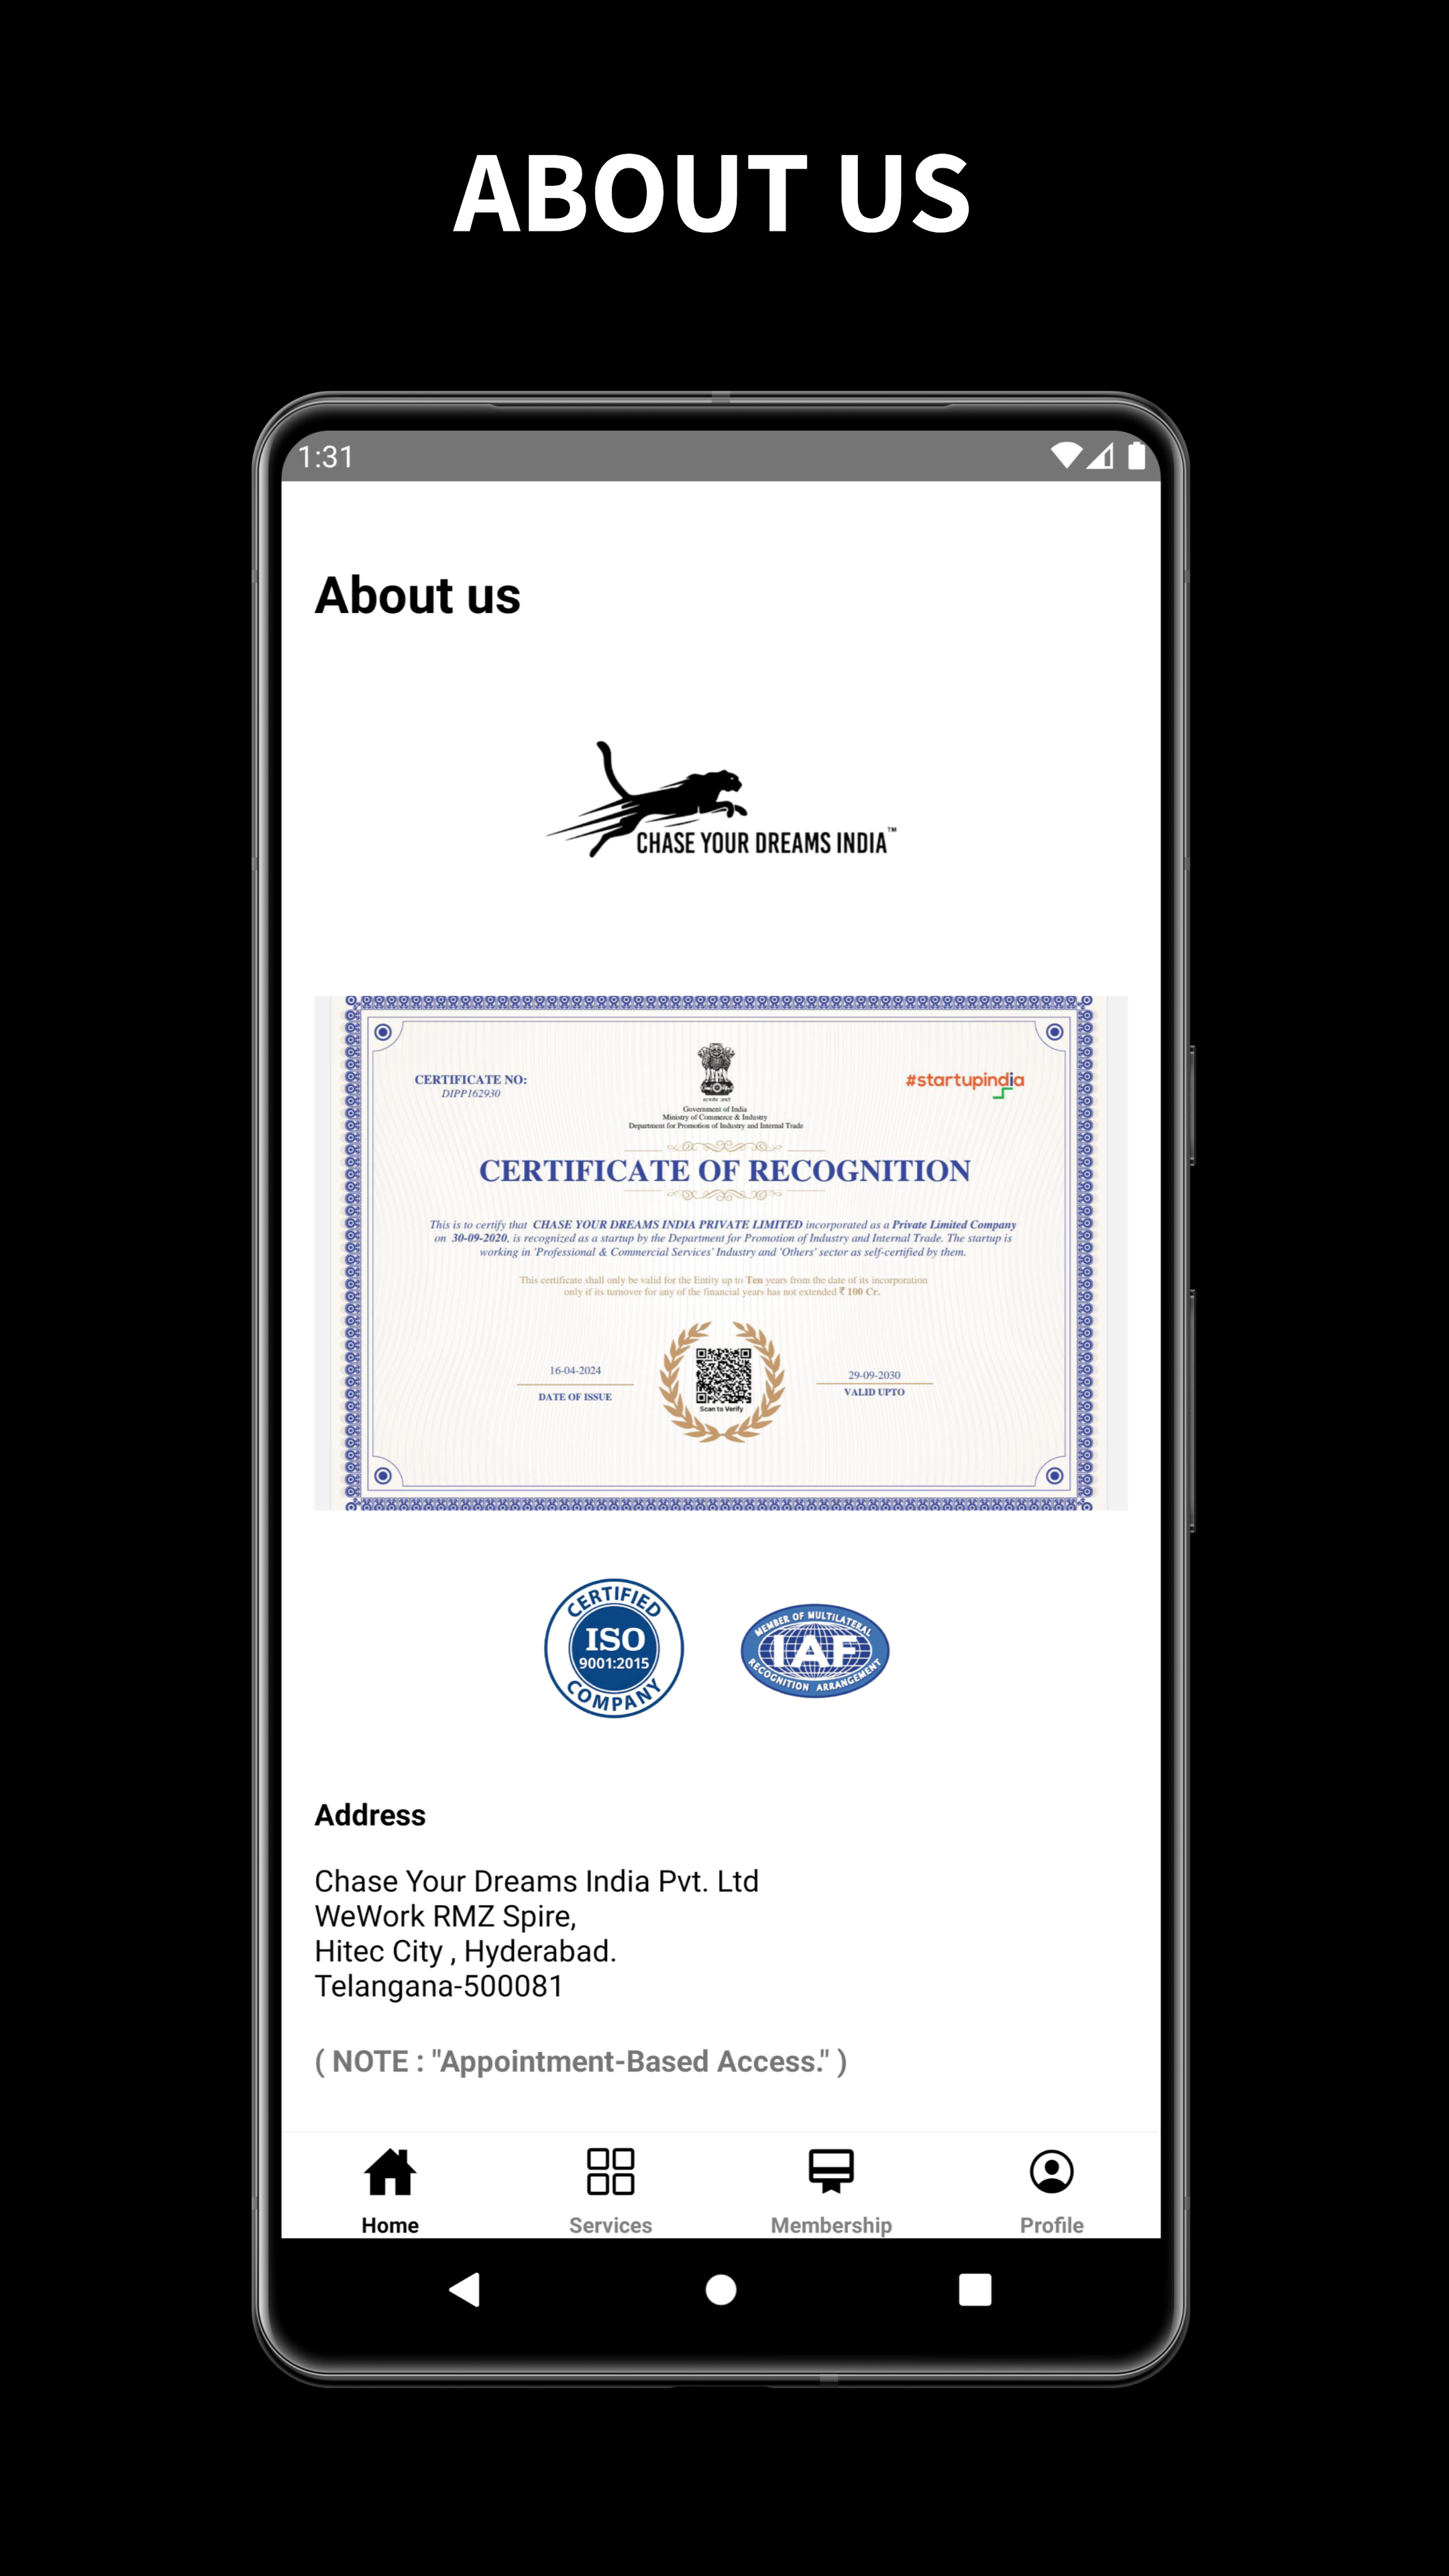 ABOUT US
1:31
About us
CHASE YOUR DREAMS INDIA™
CERTIFICATE NO:
DIPP162930
#startupindia
सत्यमेव जयते
Government of India
Ministry of Commerce & Industry
Department for Promotion of Industry and Internal Trade
CERTIFICATE OF RECOGNITION
This is to certify that CHASE YOUR DREAMS INDIA PRIVATE LIMITED incorporated as a Private Limited Company
on 30-09-2020, is recognized as a startup by the Department for Promotion of Industry and Internal Trade. The startup is
working in 'Professional & Commercial Services' Industry and 'Others' sector as self-certified by them.
This certificate shall only be valid for the Entity up to Ten years from the date of its incorporation
only if its turnover for any of the financial years has not extended ₹ 100 Cr.
16-04-2024
DATE OF ISSUE
Scan to Verify
29-09-2030
VALID UPTO
CERTIFIED
ISO
9001:2015
COMPANY
MEMBER OF MULTILATERAL
IAF
RECOGNITION ARRANGEMENT
Address
Chase Your Dreams India Pvt. Ltd
WeWork RMZ Spire,
Hitec City , Hyderabad.
Telangana-500081
( NOTE : "Appointment-Based Access." )
Home
Services
Membership
Profile